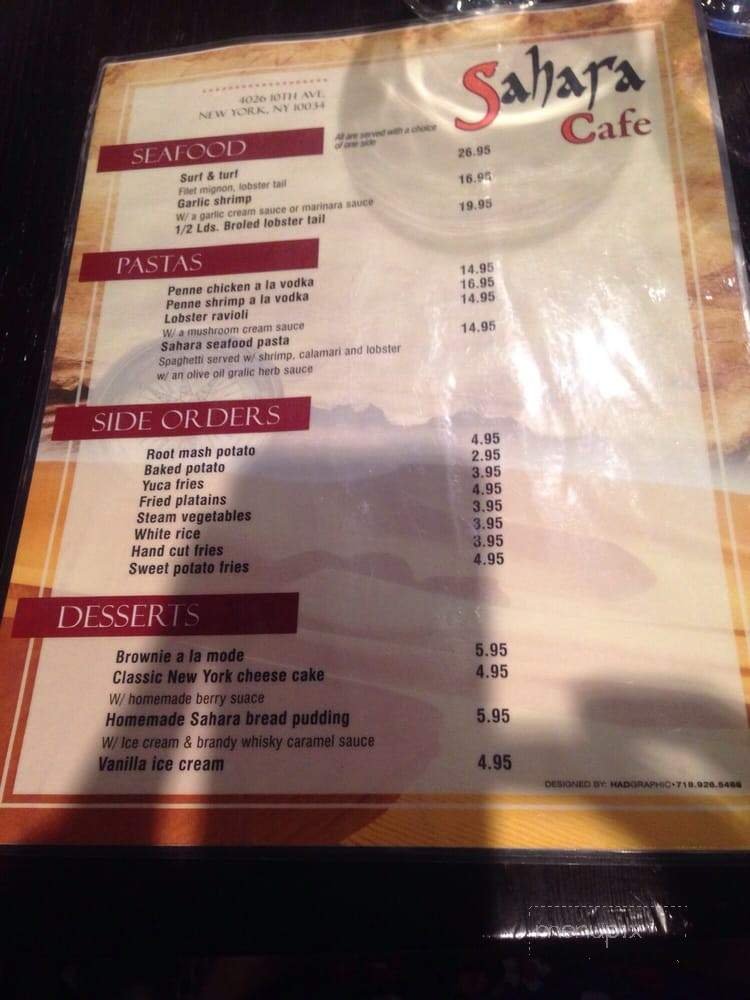 Sahara
Cafe
4026 10TH AVE.
NEW YORK, NY 10034
SEAFOOD
All are served with a choice
of one side
Surf & turf 26.95
Filet mignon, lobster tail
Garlic shrimp 16.95
W/ a garlic cream sauce or marinara sauce
1/2 Lds. Broled lobster tail 19.95
PASTAS
Penne chicken a la vodka 14.95
Penne shrimp a la vodka 16.95
Lobster ravioli 14.95
W/ a mushroom cream sauce
Sahara seafood pasta 14.95
Spaghetti served w/ shrimp, calamari and lobster
w/ an olive oil gralic herb sauce
SIDE ORDERS
Root mash potato 4.95
Baked potato 2.95
Yuca fries 3.95
Fried platains 4.95
Steam vegetables 3.95
White rice 3.95
Hand cut fries 3.95
Sweet potato fries 4.95
DESSERTS
Brownie a la mode 5.95
Classic New York cheese cake 4.95
W/ homemade berry suace
Homemade Sahara bread pudding 5.95
W/ Ice cream & brandy whisky caramel sauce
Vanilla ice cream 4.95
DESIGNED BY: HADGRAPHIC•718.926.5466
menupix